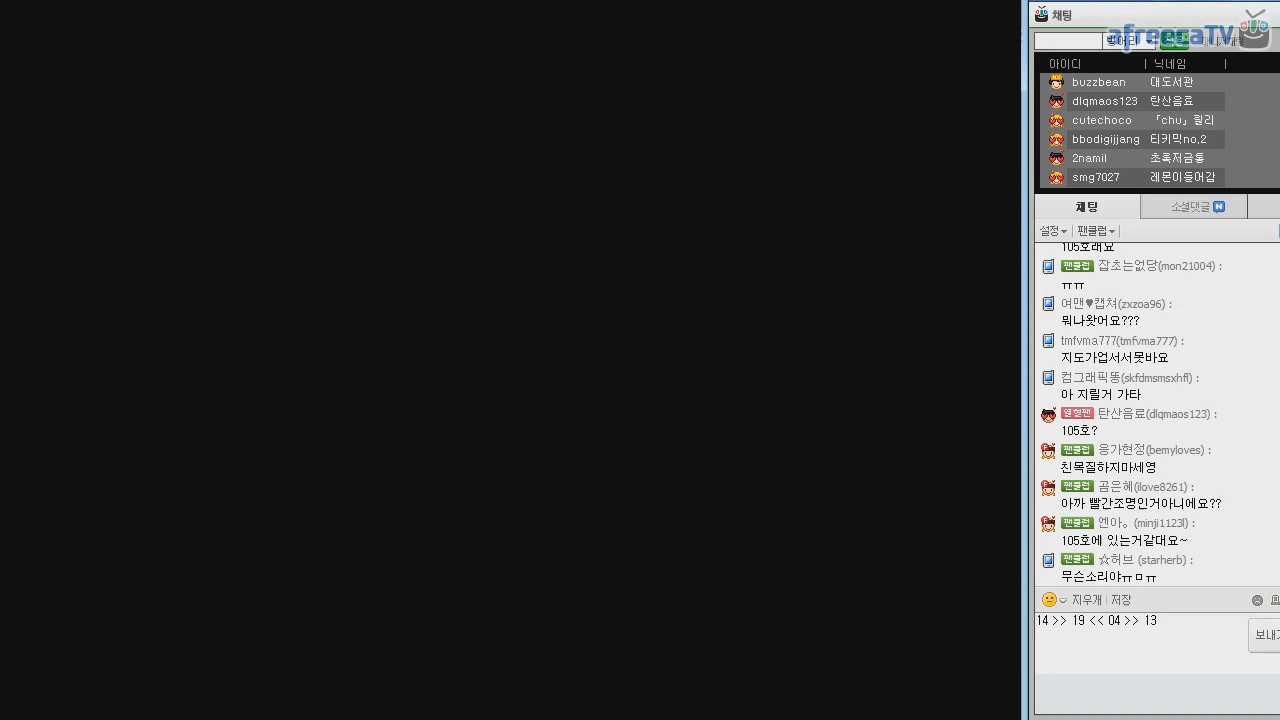 채팅
afreecaTV
벙어리
아이디 | 닉네임 |
buzzbean 대도서관
dlqmaos123 탄산음료
cutechoco 「chu」힐리
bbodigijjang 티키믹no.2
2namil 초록저금통
smg7027 레몬이등어감
채팅 소셜댓글 N
설정 팬클럽
105호래요
팬클럽 잡초는없당(mon21004) :
ㅠㅠ
여맨♥캡쳐(zxzoa96) :
뭐나왓어요???
tmfvma777(tmfvma777) :
지도가업서서못바요
컴그래픽똥(skfdmsmsxhfl) :
아 지릴거 가타
열혈팬 탄산음료(dlqmaos123) :
105호?
팬클럽 응가현정(bemyloves) :
친목질하지마세영
팬클럽 곰은혜(ilove8261) :
아까 빨간조명인거아니에요??
팬클럽 엔아。(minji1123l) :
105호에 있는거같대요~
팬클럽 ☆허브 (starherb) :
무슨소리야ㅠㅁㅠ
지우개 | 저장
14 >> 19 << 04 >> 13